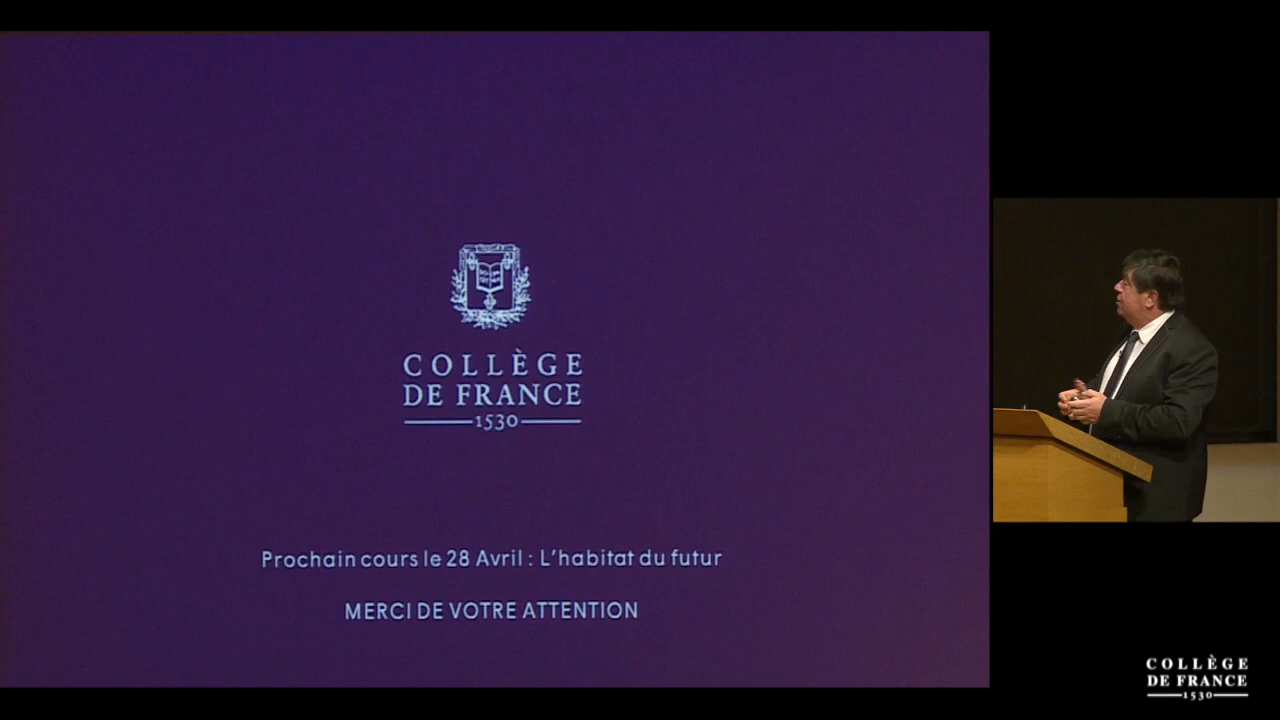 COLLÈGE
DE FRANCE
1530
Prochain cours le 28 Avril : L'habitat du futur
MERCI DE VOTRE ATTENTION
COLLÈGE
DE FRANCE
1530